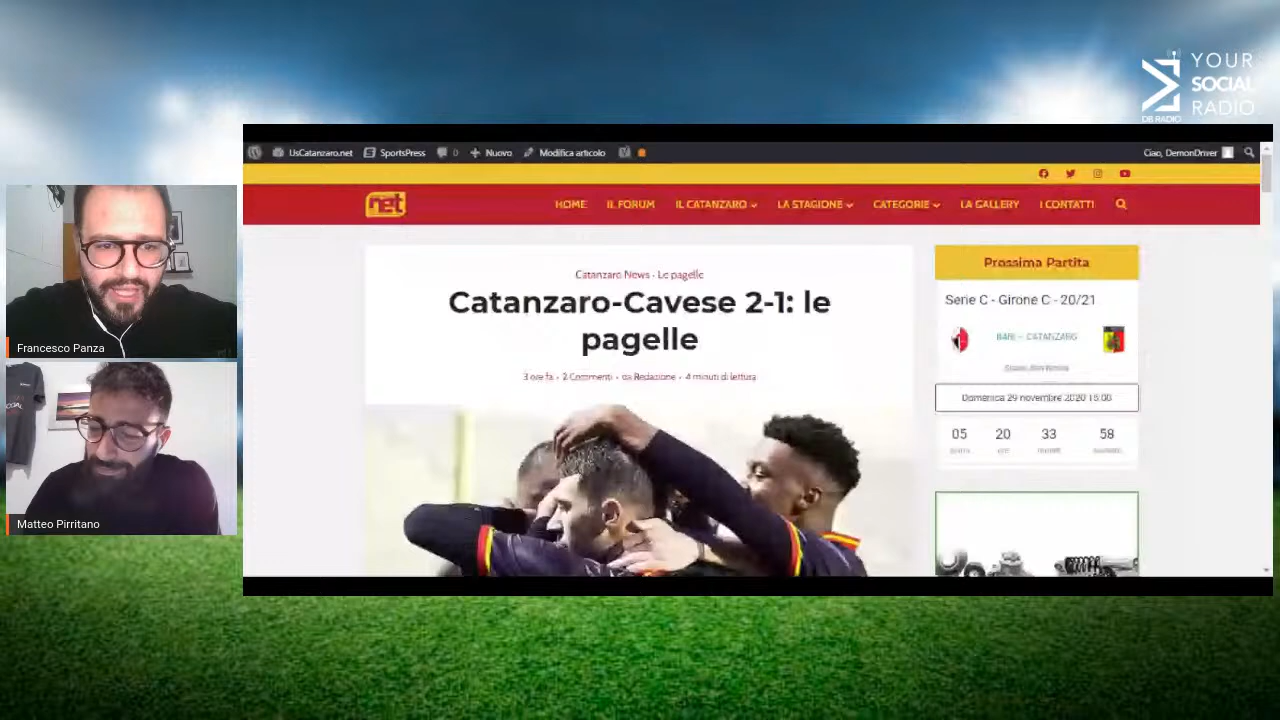 YOUR
SOCIAL
RADIO
DB RADIO
UsCatanzaro.net SportsPress 0 Nuovo Modifica articolo Ciao, DemonDriver
net HOME IL FORUM IL CATANZARO LA STAGIONE CATEGORIE LA GALLERY I CONTATTI
Catanzaro News · Le pagelle
Catanzaro-Cavese 2-1: le
pagelle
3 ore fa · 2 Commenti · da Redazione · 4 minuti di lettura
Prossima Partita
Serie C - Girone C - 20/21
BARI – CATANZARO
Domenica 29 novembre 2020 15:00
05 20 33 58
Francesco Panza
Matteo Pirritano